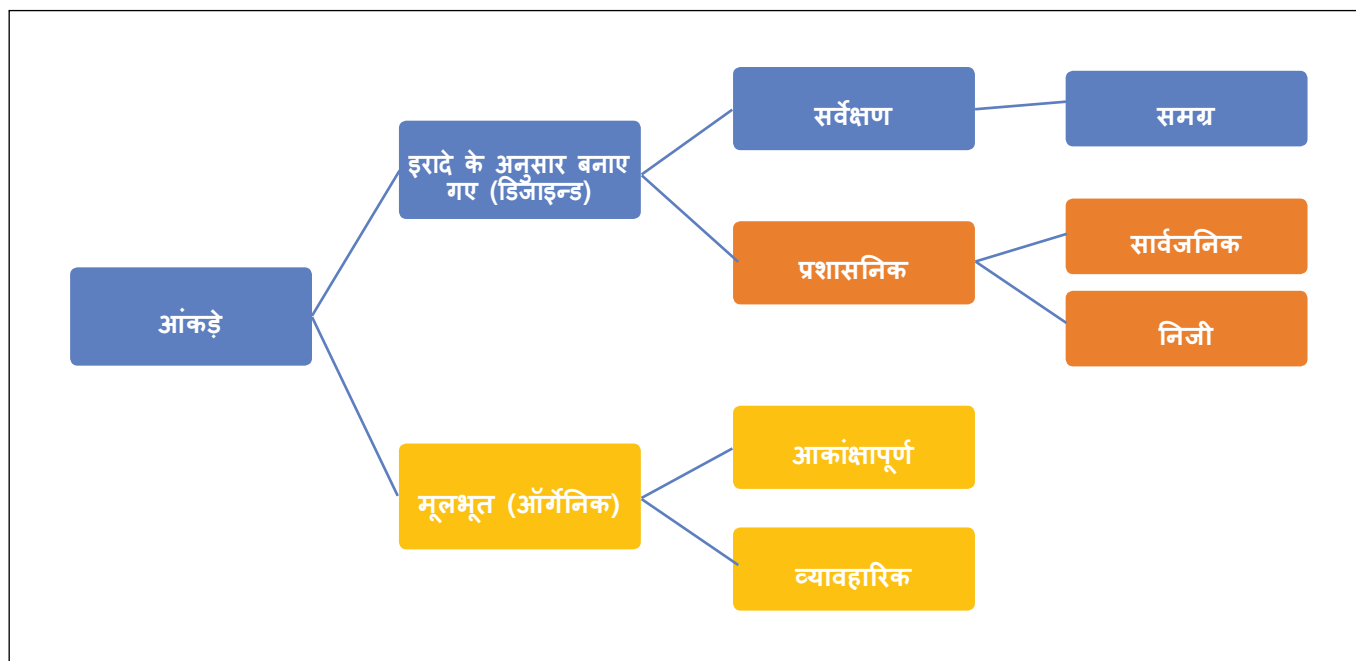 सर्वेक्षण
समग्र
इरादे के अनुसार बनाए
गए (डिजाइन्ड)
सार्वजनिक
प्रशासनिक
आंकड़े
निजी
आकांक्षापूर्ण
मूलभूत (ऑर्गेनिक)
व्यावहारिक